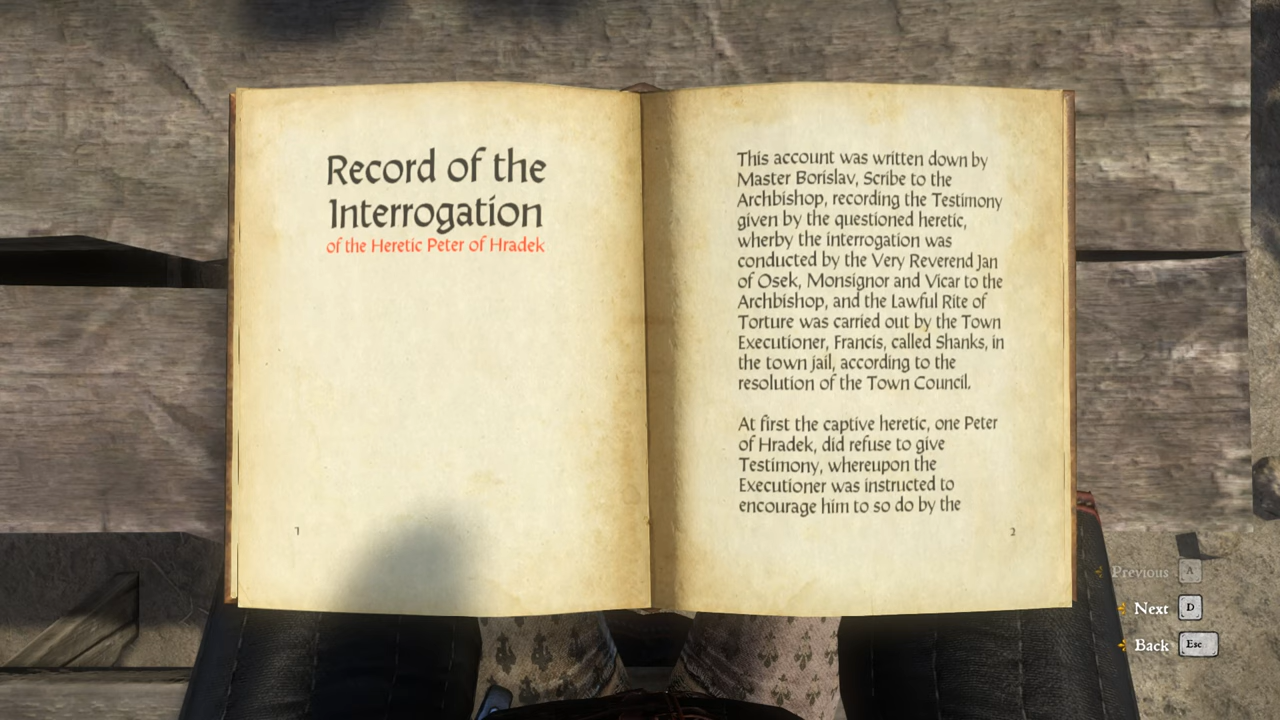 Record of the
Interrogation
of the Heretic Peter of Hradek
1
This account was written down by
Master Borislav, Scribe to the
Archbishop, recording the Testimony
given by the questioned heretic,
wherby the interrogation was
conducted by the Very Reverend Jan
of Osek, Monsignor and Vicar to the
Archbishop, and the Lawful Rite of
Torture was carried out by the Town
Executioner, Francis, called Shanks, in
the town jail, according to the
resolution of the Town Council.
At first the captive heretic, one Peter
of Hradek, did refuse to give
Testimony, whereupon the
Executioner was instructed to
encourage him to so do by the
2
Previous A
Next D
Back Esc